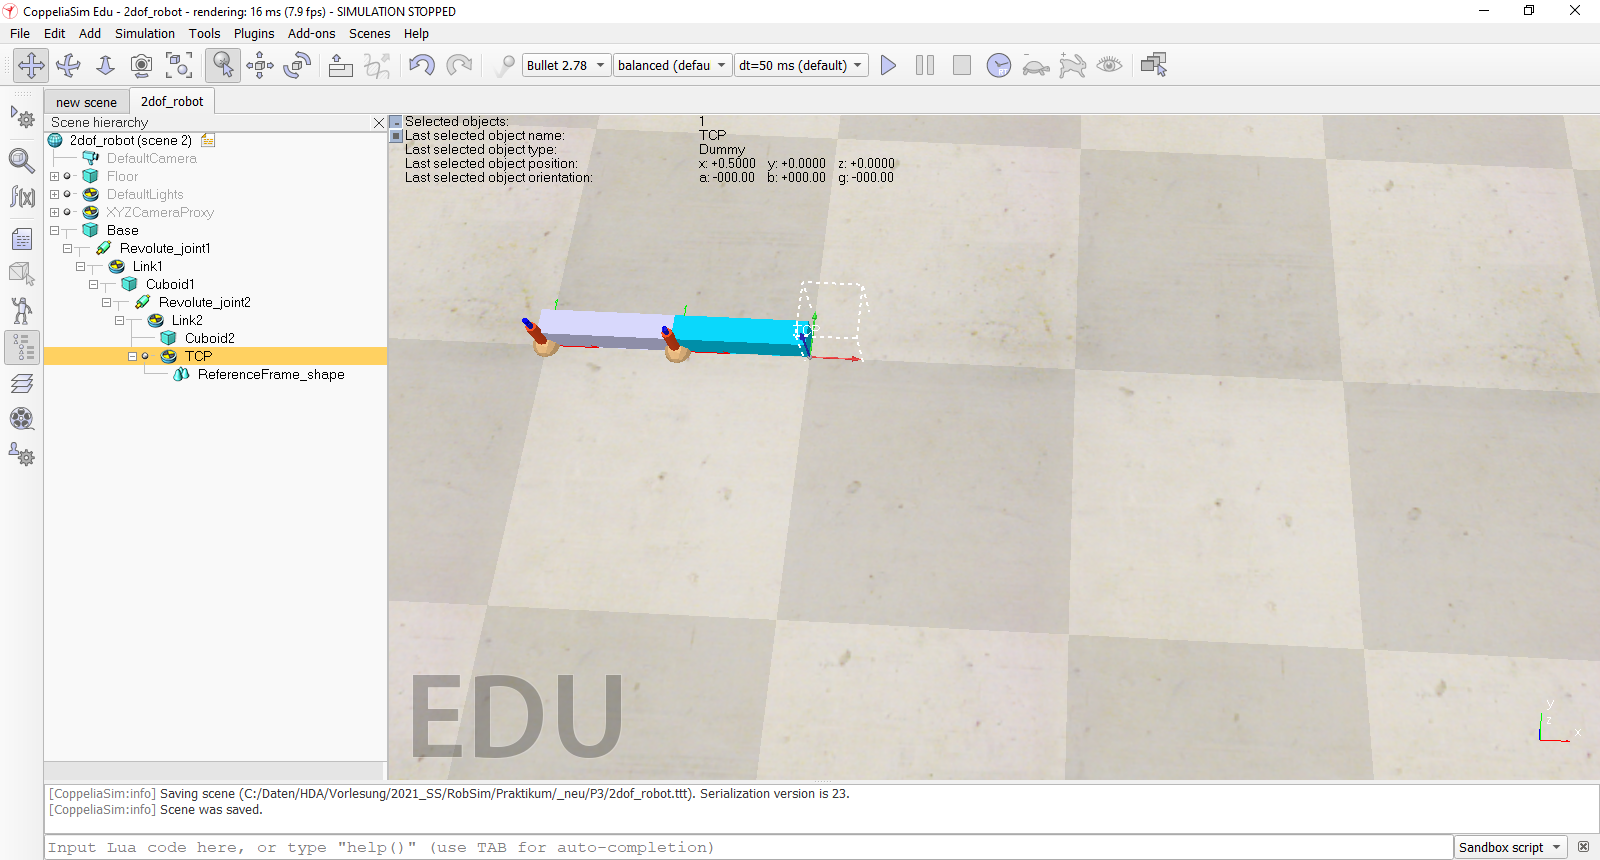 CoppeliaSim Edu - 2dof_robot - rendering: 16 ms (7.9 fps) - SIMULATION STOPPED
File Edit Add Simulation Tools Plugins Add-ons Scenes Help
Bullet 2.78 balanced (defau dt=50 ms (default) RT
new scene 2dof_robot
Scene hierarchy
2dof_robot (scene 2)
DefaultCamera
Floor
DefaultLights
XYZCameraProxy
Base
Revolute_joint1
Link1
Cuboid1
Revolute_joint2
Link2
Cuboid2
TCP
ReferenceFrame_shape
f(x)
Selected objects: 1
Last selected object name: TCP
Last selected object type: Dummy
Last selected object position: x: +0.5000 y: +0.0000 z: +0.0000
Last selected object orientation: a: -000.00 b: +000.00 g: -000.00
TCP
EDU
y
z
x
[CoppeliaSim:info] Saving scene (C:/Daten/HDA/Vorlesung/2021_SS/RobSim/Praktikum/_neu/P3/2dof_robot.ttt). Serialization version is 23.
[CoppeliaSim:info] Scene was saved.
Input Lua code here, or type "help()" (use TAB for auto-completion)
Sandbox script